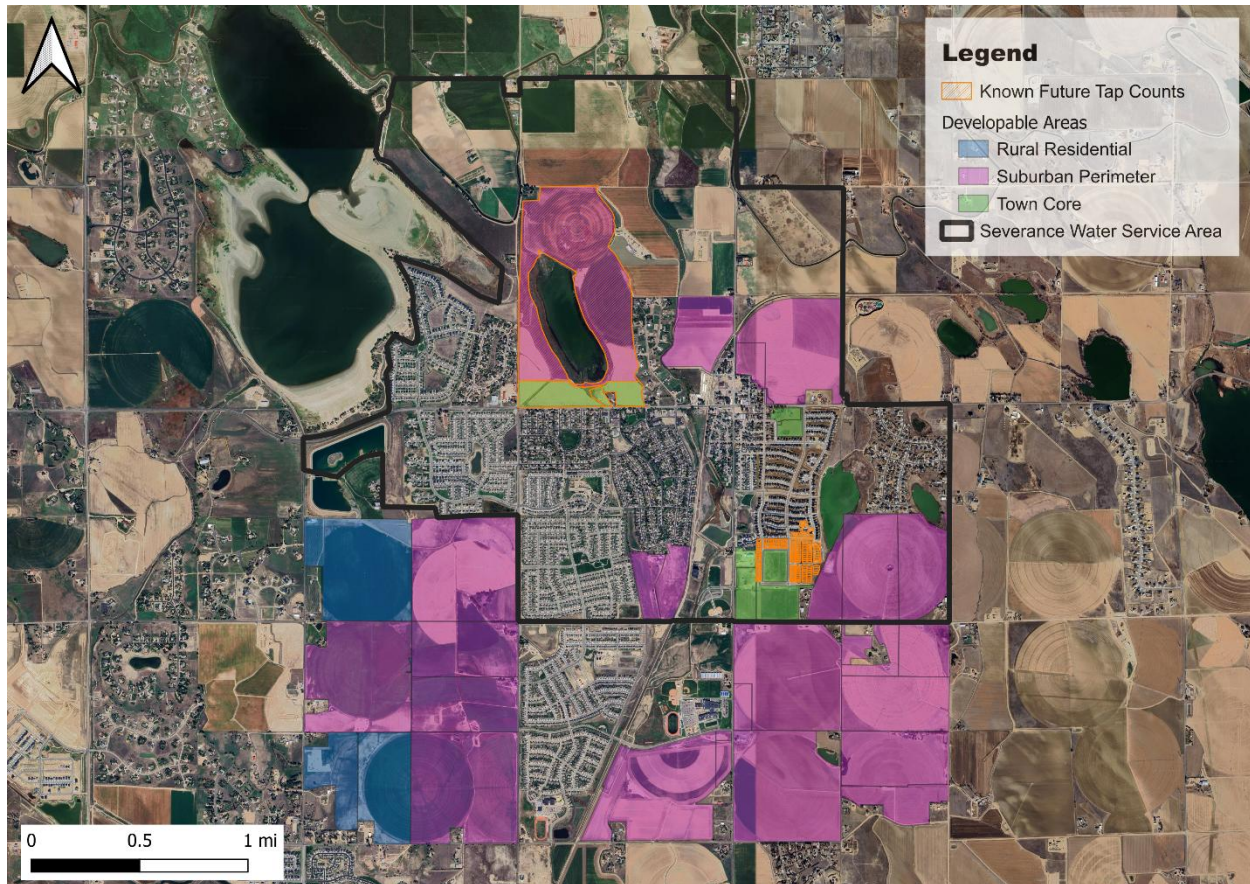 Legend
Known Future Tap Counts
Developable Areas
Rural Residential
Suburban Perimeter
Town Core
Severance Water Service Area
0 0.5 1 mi